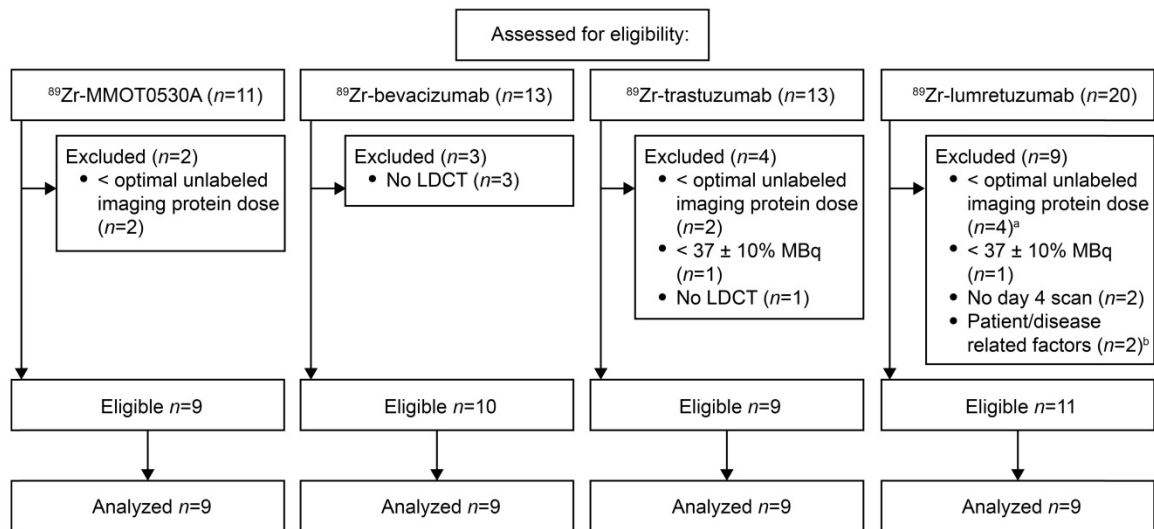 Assessed for eligibility:
⁸⁹Zr-MMOT0530A (n=11)
Excluded (n=2)
• < optimal unlabeled
imaging protein dose
(n=2)
Eligible n=9
Analyzed n=9
⁸⁹Zr-bevacizumab (n=13)
Excluded (n=3)
• No LDCT (n=3)
Eligible n=10
Analyzed n=9
⁸⁹Zr-trastuzumab (n=13)
Excluded (n=4)
• < optimal unlabeled
imaging protein dose
(n=2)
• < 37 ± 10% MBq
(n=1)
• No LDCT (n=1)
Eligible n=9
Analyzed n=9
⁸⁹Zr-lumretuzumab (n=20)
Excluded (n=9)
• < optimal unlabeled
imaging protein dose
(n=4)ᵃ
• < 37 ± 10% MBq
(n=1)
• No day 4 scan (n=2)
• Patient/disease
related factors (n=2)ᵇ
Eligible n=11
Analyzed n=9